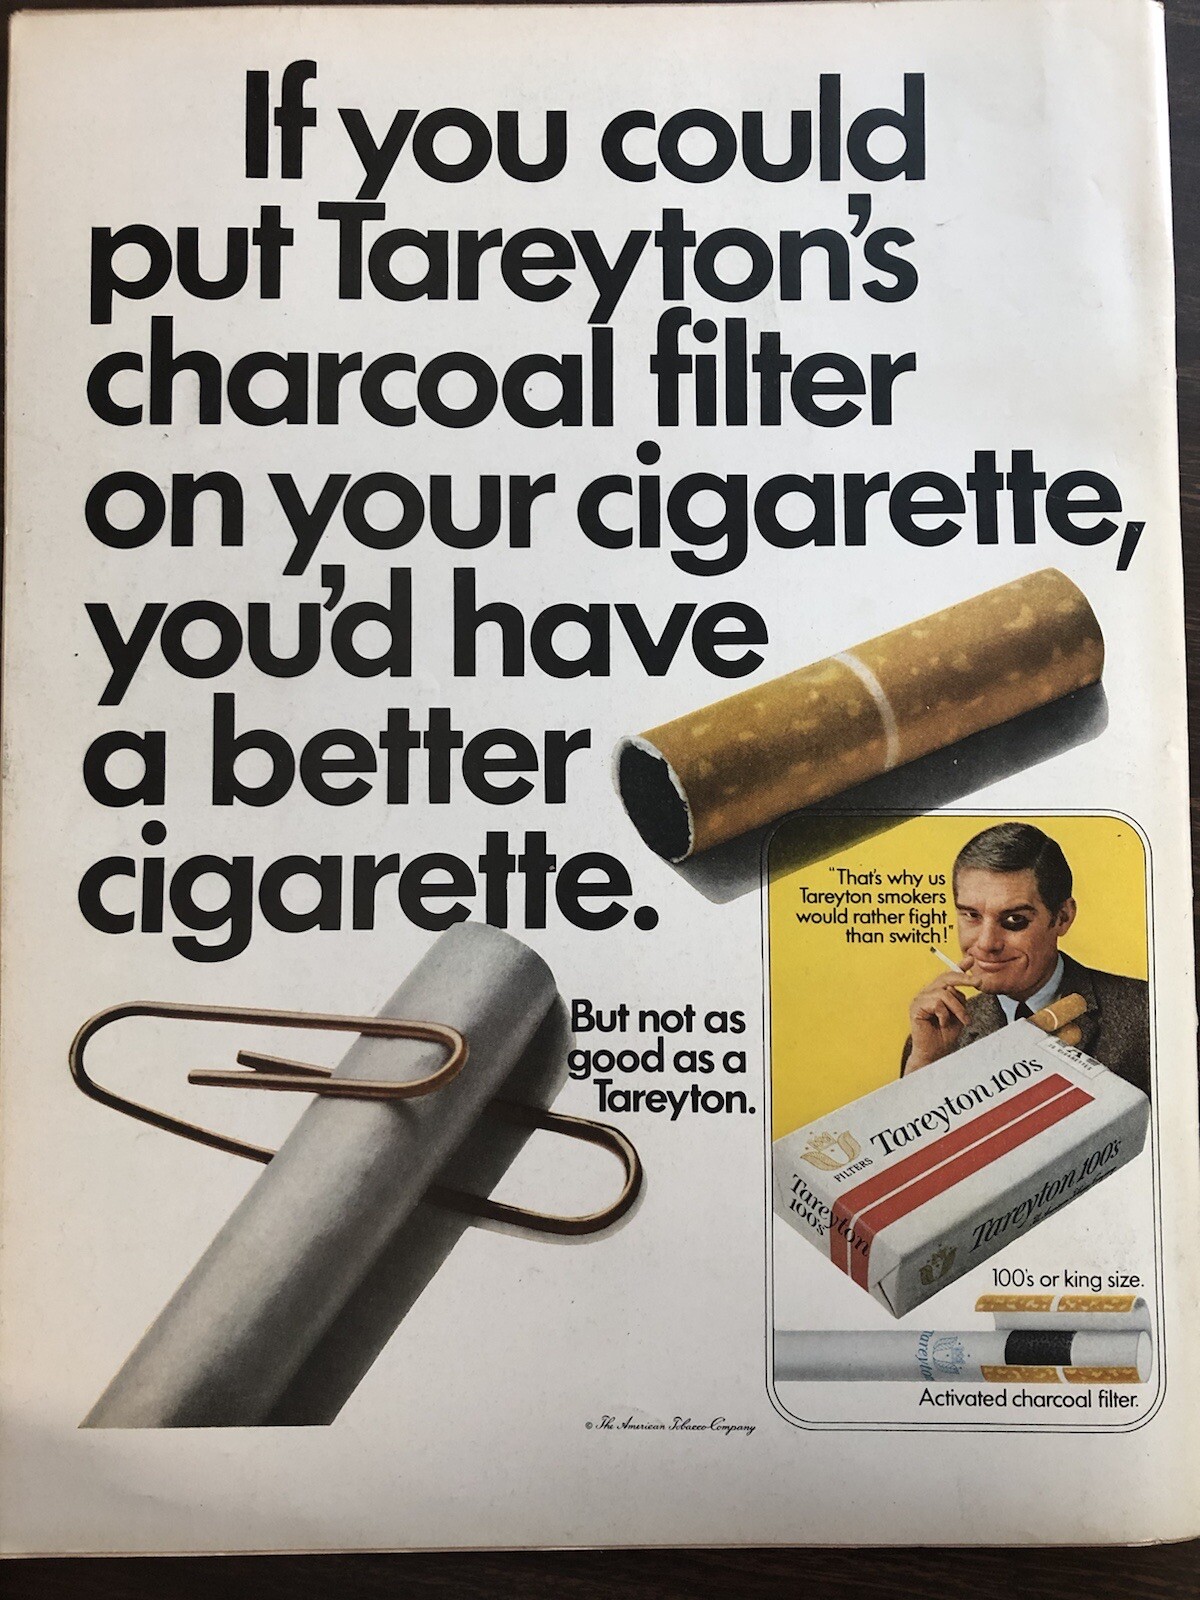 If you could
put Tareyton's
charcoal filter
on your cigarette,
you'd have
a better
cigarette.
But not as
good as a
Tareyton.
"That's why us
Tareyton smokers
would rather fight
than switch!"
FILTERS
Tareyton 100's
Tareyton
100's
Tareyton 100's
100's or king size.
Tareyton
Activated charcoal filter.
© The American Tobacco Company